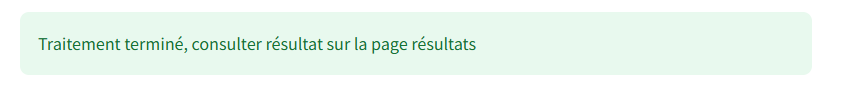 Traitement terminé, consulter résultat sur la page résultats